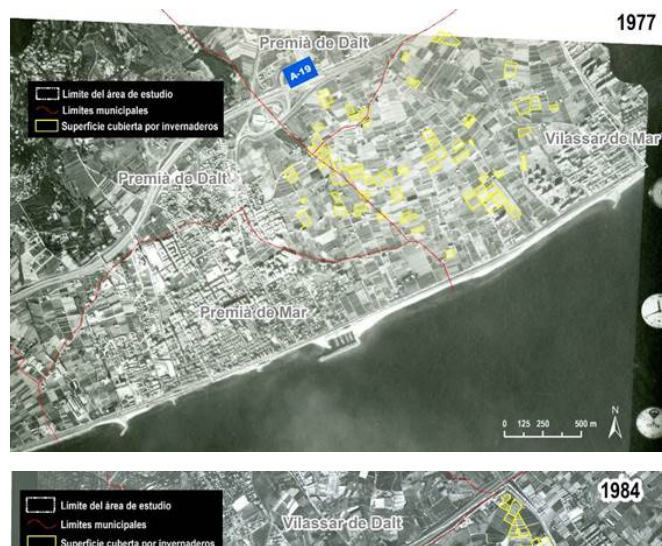 1977
Premià de Dalt
A-19
Límite del área de estudio
Límites municipales
Superficie cubierta por invernaderos
Vilassar de Mar
Premià de Dalt
Premià de Mar
N
0 125 250 500 m
1984
Límite del área de estudio
Vilassar de Dalt
Límites municipales
Superficie cuberta por invernaderos